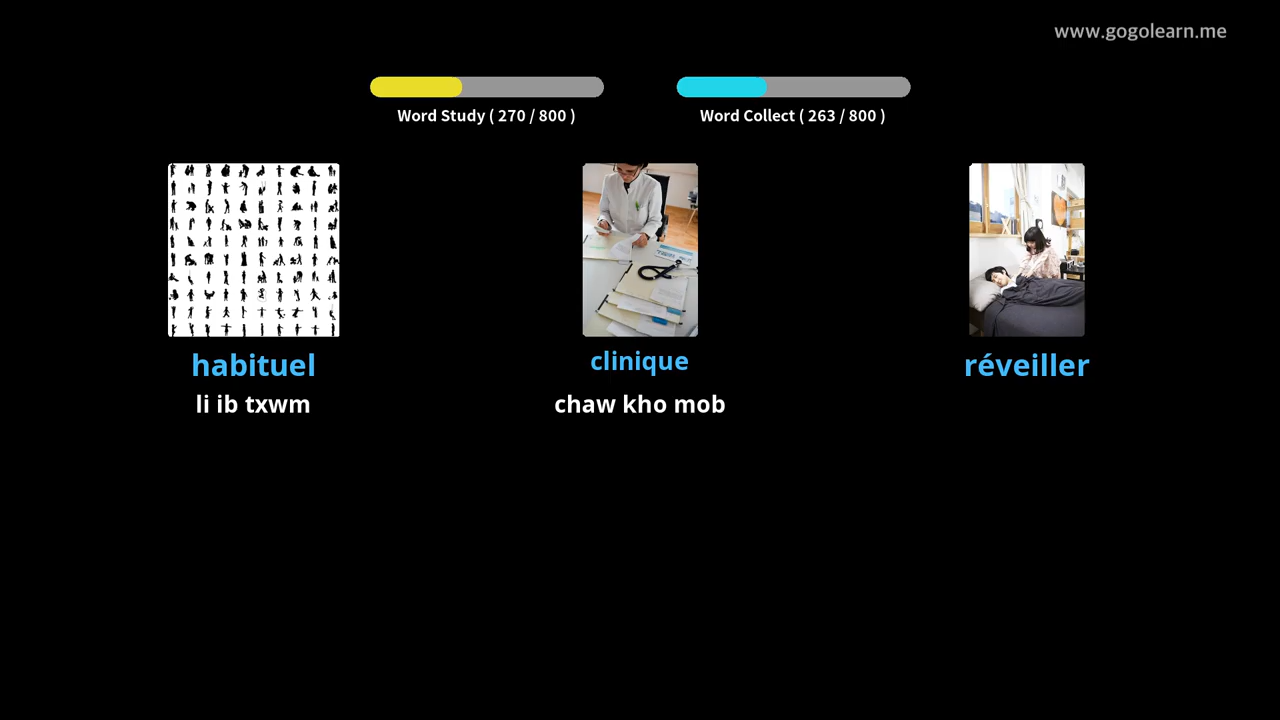 www.gogolearn.me
Word Study ( 270 / 800 )
Word Collect ( 263 / 800 )
habituel
clinique
réveiller
li ib txwm
chaw kho mob